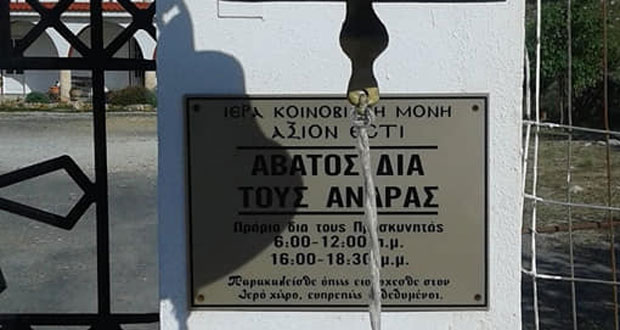 ΙΕΡΑ ΚΟΙΝΟΒΙΑΚΗ ΜΟΝΗ
ΑΞΙΟΝ ΕΣΤΙ
ΑΒΑΤΟΣ ΔΙΑ
ΤΟΥΣ ΑΝΔΡΑΣ
Ωράριο δια τους Προσκυνητάς
6:00-12:00 π.μ.
16:00-18:30 μ.μ.
Παρακαλείσθε όπως εισέρχεσθε στον
Ιερό χώρο, ευπρεπώς ενδεδυμένοι.